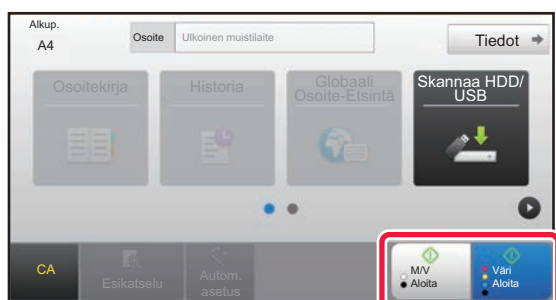 Alkup.
A4
Osoite
Ulkoinen muistilaite
Tiedot
Osoitekirja
Historia
Globaali
Osoite-Etsintä
Skannaa HDD/
USB
CA
Esikatselu
Autom.
asetus
M/V
Aloita
Väri
Aloita